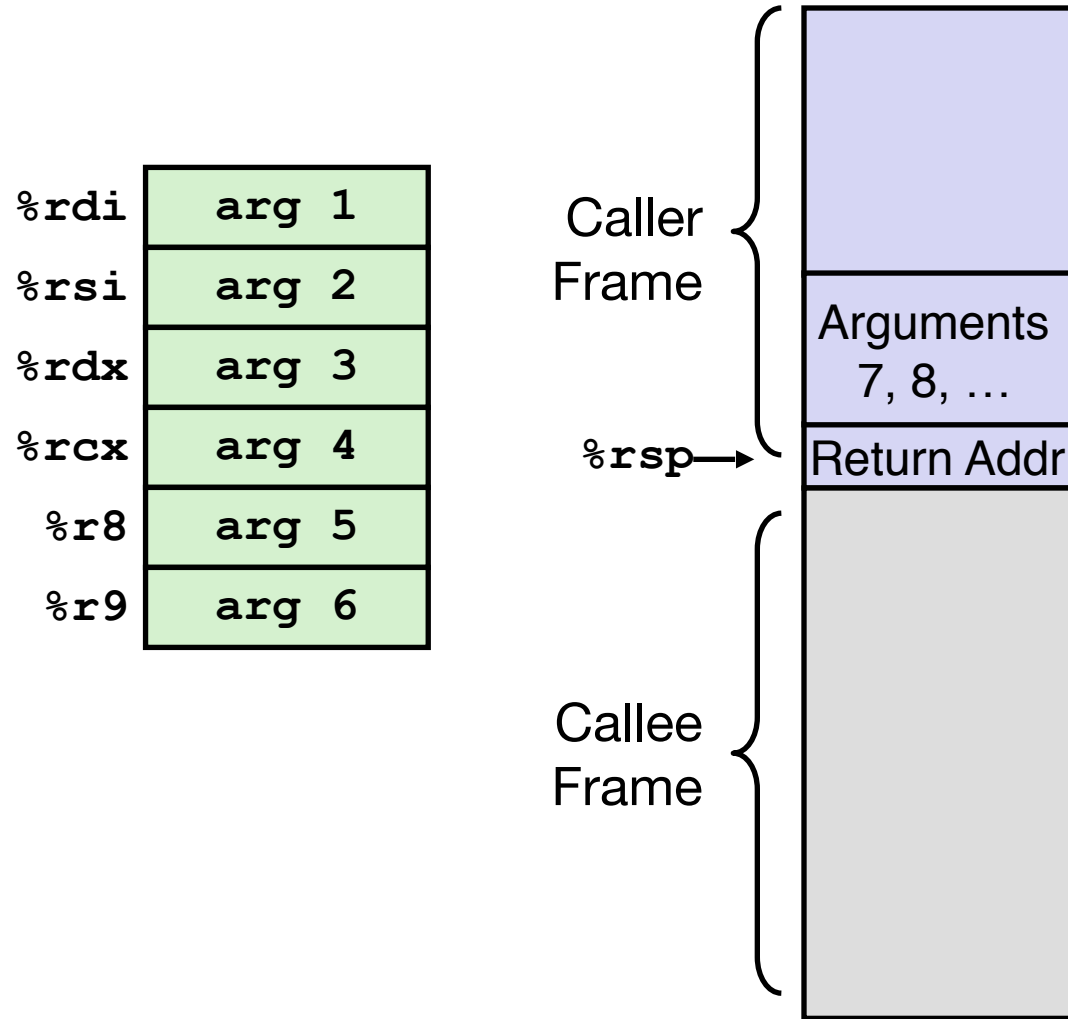 %rdi arg 1
%rsi arg 2
%rdx arg 3
%rcx arg 4
%r8 arg 5
%r9 arg 6
Caller
Frame
Arguments
7, 8, …
%rsp
Return Addr
Callee
Frame